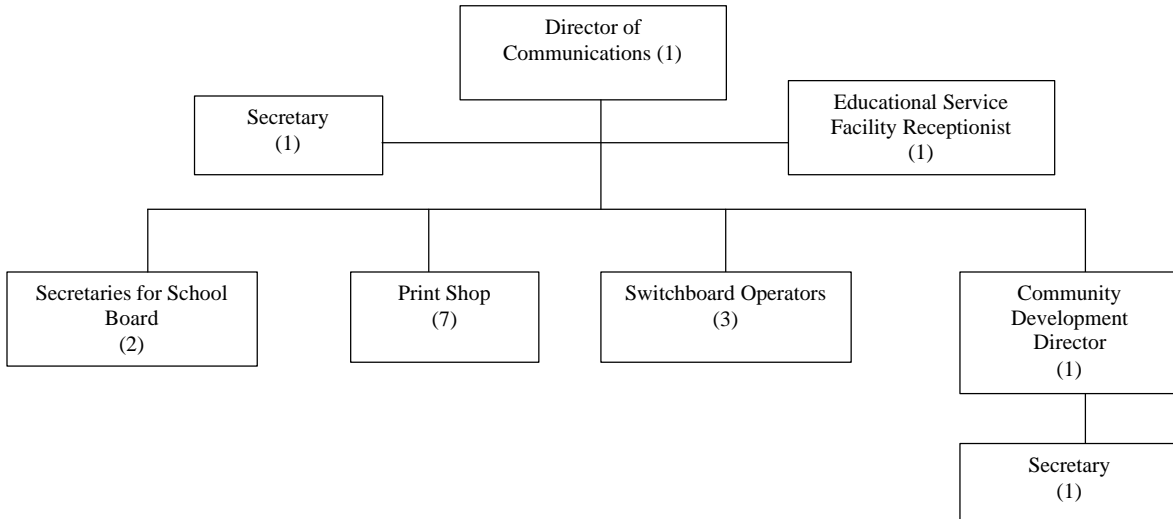 Director of
Communications (1)
Secretary
(1)
Educational Service
Facility Receptionist
(1)
Secretaries for School
Board
(2)
Print Shop
(7)
Switchboard Operators
(3)
Community
Development
Director
(1)
Secretary
(1)